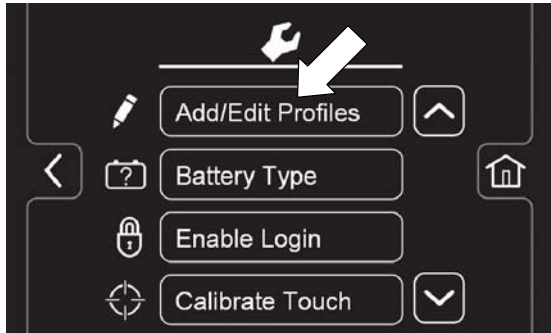 Add/Edit Profiles
Battery Type
Enable Login
Calibrate Touch